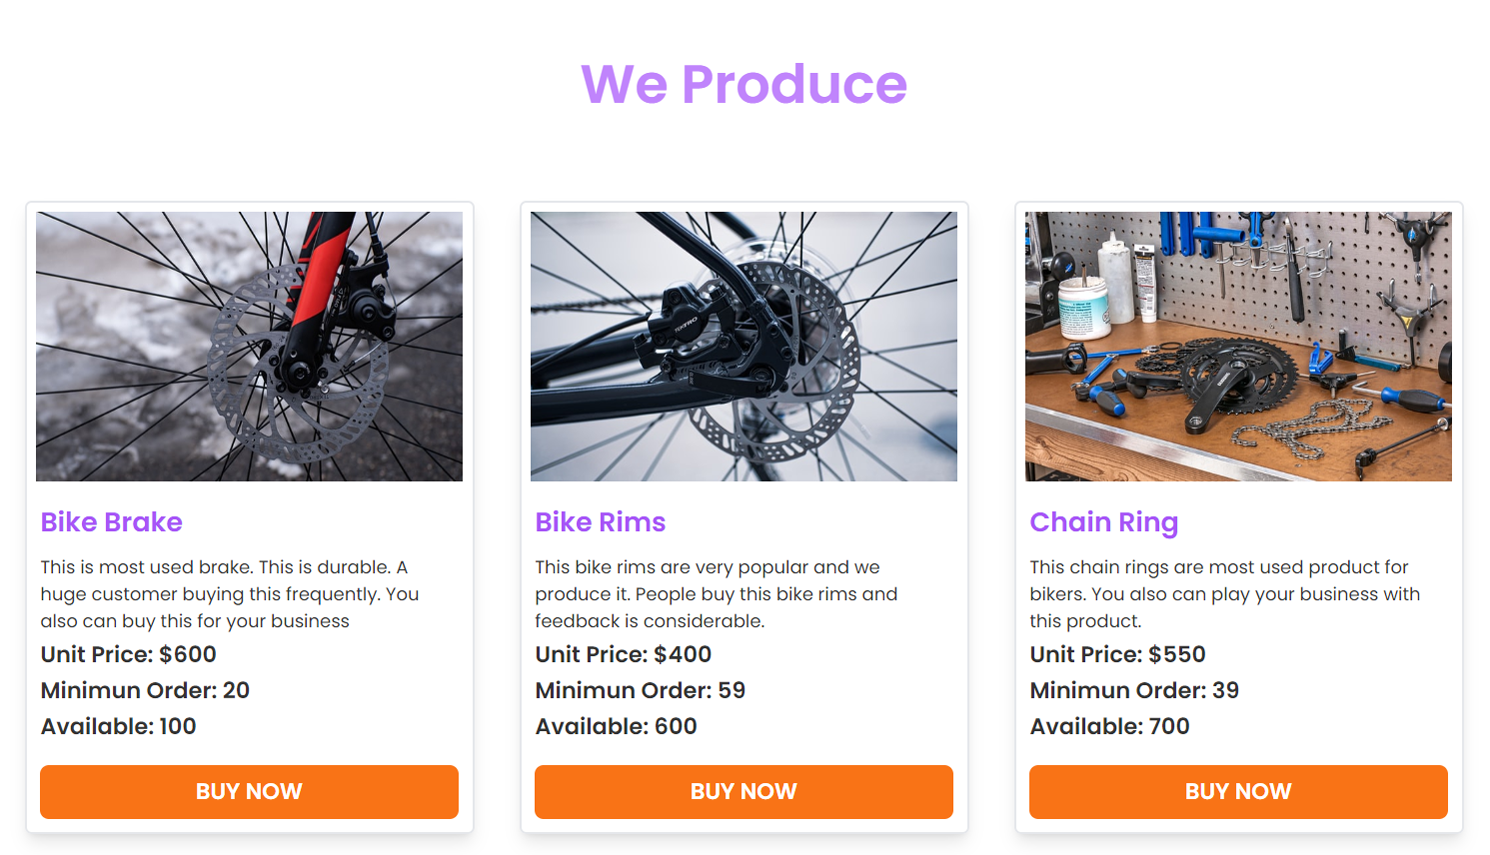 We Produce
Bike Brake
This is most used brake. This is durable. A
huge customer buying this frequently. You
also can buy this for your business
Unit Price: $600
Minimun Order: 20
Available: 100
BUY NOW
Bike Rims
This bike rims are very popular and we
produce it. People buy this bike rims and
feedback is considerable.
Unit Price: $400
Minimun Order: 59
Available: 600
BUY NOW
Chain Ring
This chain rings are most used product for
bikers. You also can play your business with
this product.
Unit Price: $550
Minimun Order: 39
Available: 700
BUY NOW